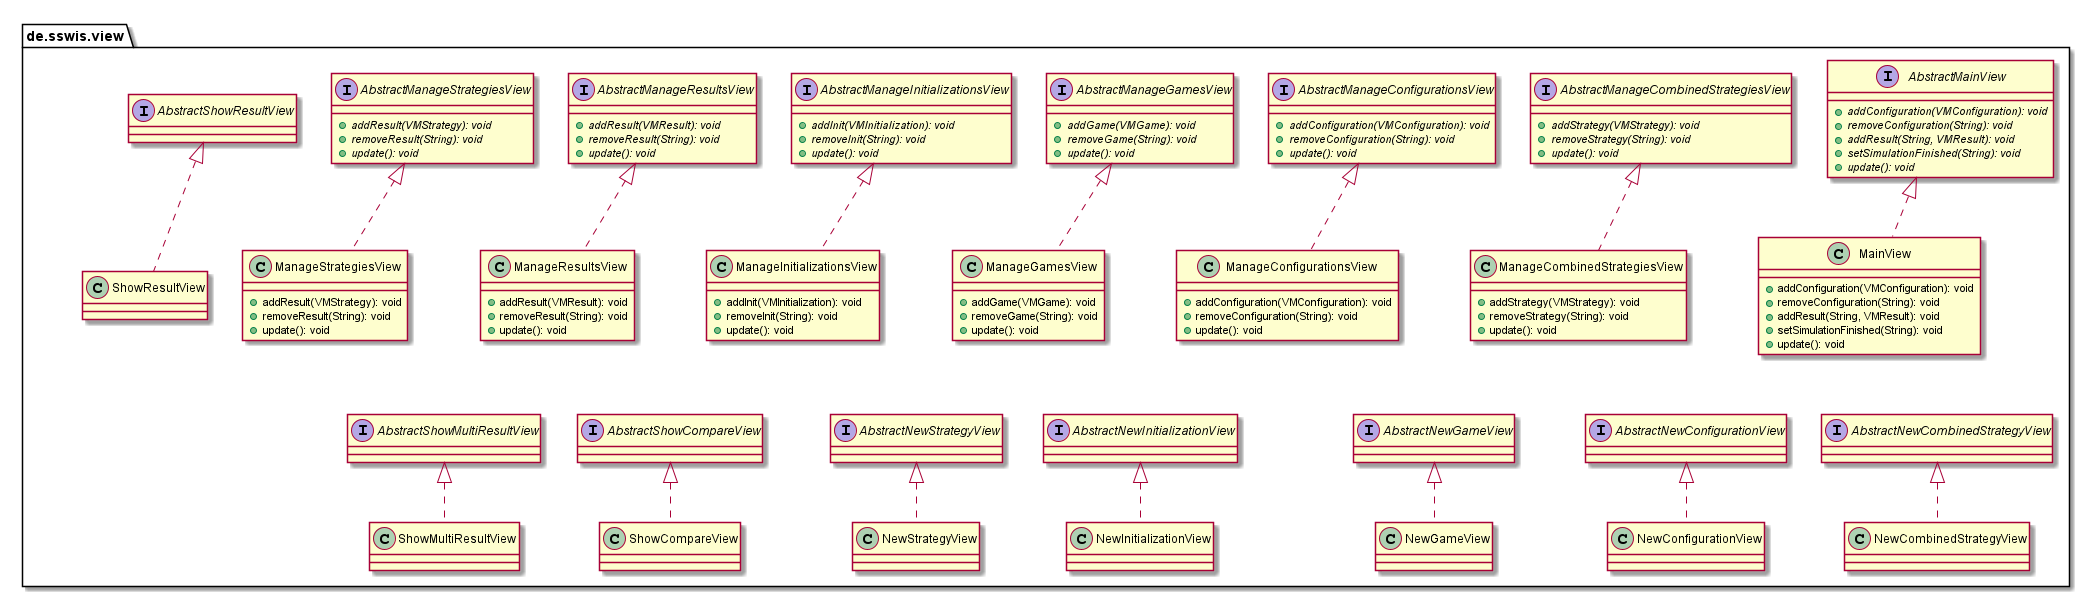 de.sswis.view
I AbstractShowResultView
I AbstractManageStrategiesView
addResult(VMStrategy): void
removeResult(String): void
update(): void
I AbstractManageResultsView
addResult(VMResult): void
removeResult(String): void
update(): void
I AbstractManageInitializationsView
addInit(VMInitialization): void
removeInit(String): void
update(): void
I AbstractManageGamesView
addGame(VMGame): void
removeGame(String): void
update(): void
I AbstractManageConfigurationsView
addConfiguration(VMConfiguration): void
removeConfiguration(String): void
update(): void
I AbstractManageCombinedStrategiesView
addStrategy(VMStrategy): void
removeStrategy(String): void
update(): void
I AbstractMainView
addConfiguration(VMConfiguration): void
removeConfiguration(String): void
addResult(String, VMResult): void
setSimulationFinished(String): void
update(): void
C ShowResultView
C ManageStrategiesView
addResult(VMStrategy): void
removeResult(String): void
update(): void
C ManageResultsView
addResult(VMResult): void
removeResult(String): void
update(): void
C ManageInitializationsView
addInit(VMInitialization): void
removeInit(String): void
update(): void
C ManageGamesView
addGame(VMGame): void
removeGame(String): void
update(): void
C ManageConfigurationsView
addConfiguration(VMConfiguration): void
removeConfiguration(String): void
update(): void
C ManageCombinedStrategiesView
addStrategy(VMStrategy): void
removeStrategy(String): void
update(): void
C MainView
addConfiguration(VMConfiguration): void
removeConfiguration(String): void
addResult(String, VMResult): void
setSimulationFinished(String): void
update(): void
I AbstractShowMultiResultView
I AbstractShowCompareView
I AbstractNewStrategyView
I AbstractNewInitializationView
I AbstractNewGameView
I AbstractNewConfigurationView
I AbstractNewCombinedStrategyView
C ShowMultiResultView
C ShowCompareView
C NewStrategyView
C NewInitializationView
C NewGameView
C NewConfigurationView
C NewCombinedStrategyView